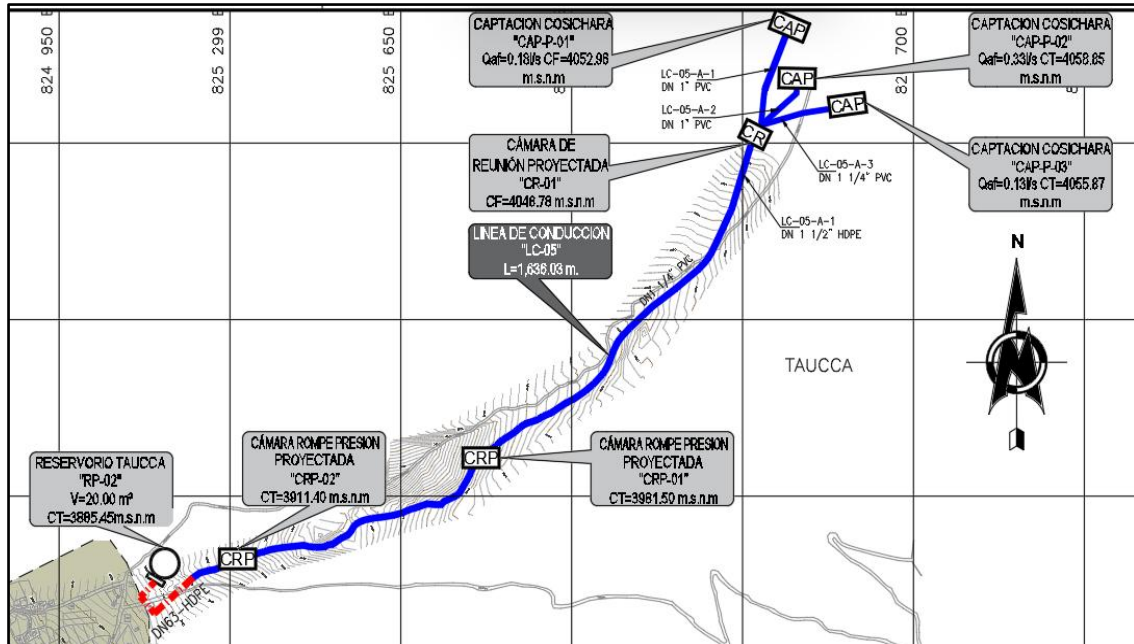 824 950
825 299
825 650
827 700
CAPTACION COSICHARA
"CAP-P-01"
Qaf=0.18l/s CF=4052.96
m.s.n.m
CAP
CAPTACION COSICHARA
"CAP-P-02"
Qaf=0.33l/s CT=4058.85
m.s.n.m
LC-05-A-1
DN 1" PVC
CAP
LC-05-A-2
DN 1" PVC
CAP
CÁMARA DE
REUNIÓN PROYECTADA
"CR-01"
CF=4046.78 m.s.n.m
CR
LC-05-A-3
DN 1 1/4" PVC
CAPTACION COSICHARA
"CAP-P-03"
Qaf=0.13l/s CT=4055.87
m.s.n.m
LC-05-A-1
DN 1 1/2" HDPE
LINEA DE CONDUCCION
"LC-05"
L=1,636.03 m.
DN1 1/4" PVC
N
TAUCCA
RESERVORIO TAUCCA
"RP-02"
V=20.00 m³
CT=3885.45m.s.n.m
CÁMARA ROMPE PRESION
PROYECTADA
"CRP-02"
CT=3911.40 m.s.n.m
CRP
CÁMARA ROMPE PRESION
PROYECTADA
"CRP-01"
CT=3981.50 m.s.n.m
CRP
DN63-HDPE